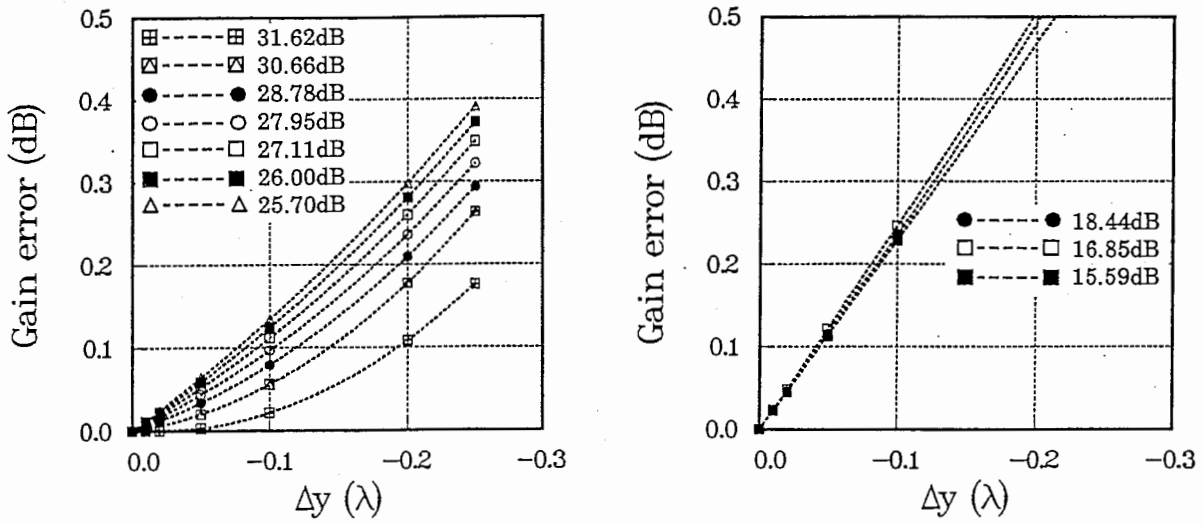 Gain error (dB)
0.5
0.4
0.3
0.2
0.1
0.0
31.62dB
30.66dB
28.78dB
27.95dB
27.11dB
26.00dB
25.70dB
0.0 −0.1 −0.2 −0.3
Δy (λ)
Gain error (dB)
0.5
0.4
0.3
0.2
0.1
0.0
18.44dB
16.85dB
15.59dB
0.0 −0.1 −0.2 −0.3
Δy (λ)